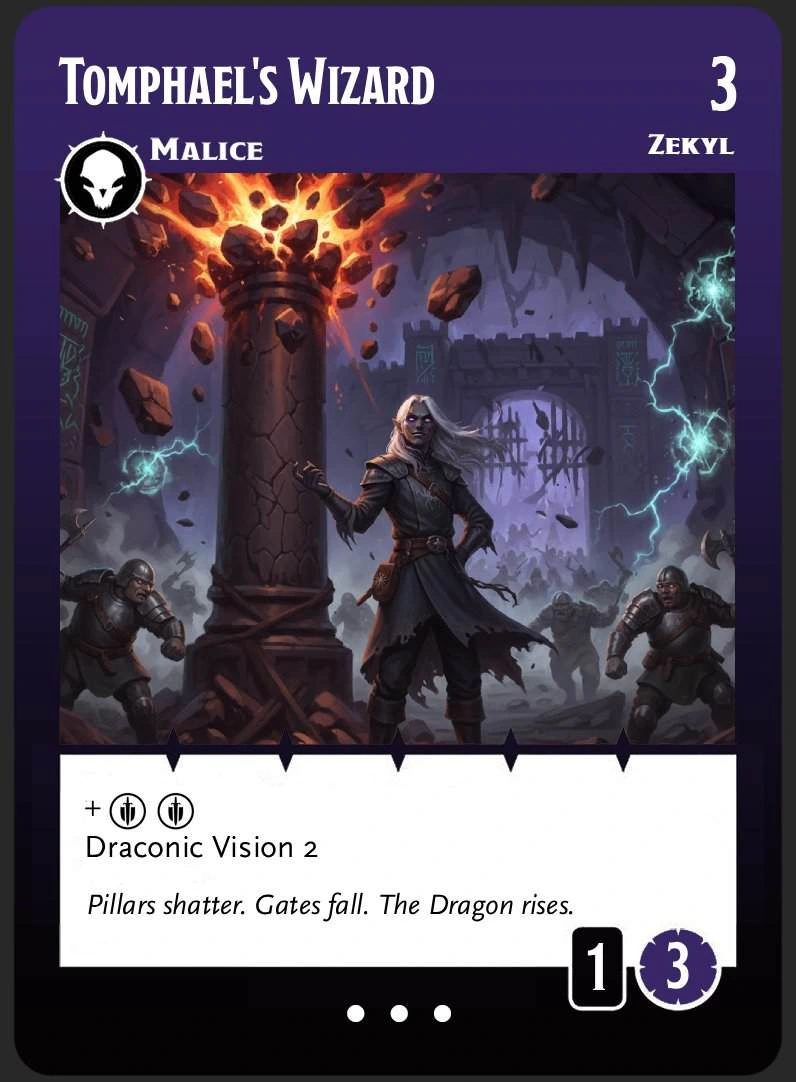 Tomphael's Wizard
3
Malice
Zekyl
+
Draconic Vision 2
Pillars shatter. Gates fall. The Dragon rises.
1
3